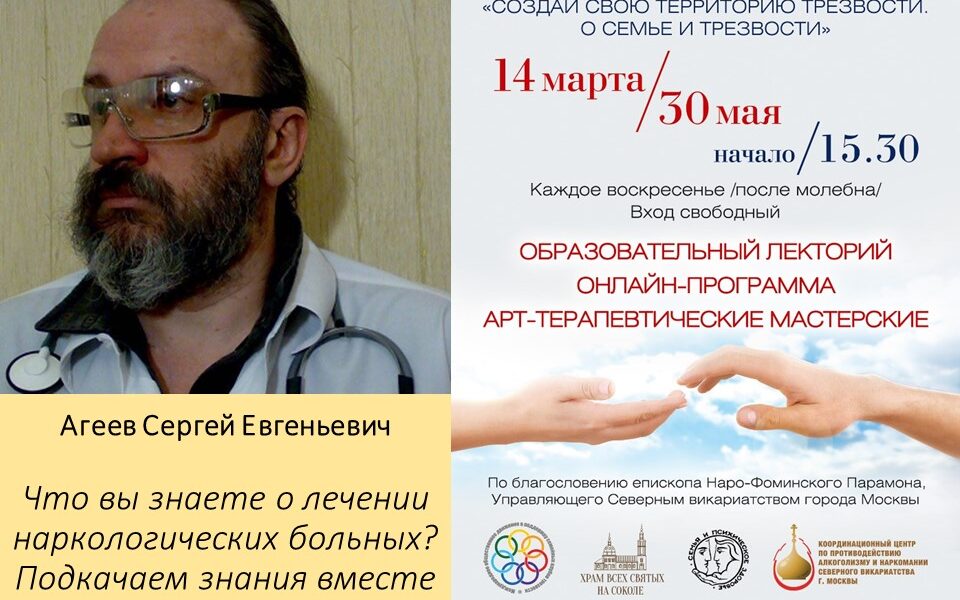 Агеев Сергей Евгеньевич
Что вы знаете о лечении
наркологических больных?
Подкачаем знания вместе
«СОЗДАЙ СВОЮ ТЕРРИТОРИЮ ТРЕЗВОСТИ.
О СЕМЬЕ И ТРЕЗВОСТИ»
14 марта/
30 мая
начало/15.30
Каждое воскресенье /после молебна/
Вход свободный
ОБРАЗОВАТЕЛЬНЫЙ ЛЕКТОРИЙ
ОНЛАЙН-ПРОГРАММА
АРТ-ТЕРАПЕВТИЧЕСКИЕ МАСТЕРСКИЕ
По благословению епископа Наро-Фоминского Парамона,
Управляющего Северным викариатством города Москвы
ХРАМ ВСЕХ СВЯТЫХ
НА СОКОЛЕ
СЕМЬЯ И ПСИХИЧЕСКОЕ ЗДОРОВЬЕ
КООРДИНАЦИОННЫЙ ЦЕНТР
ПО ПРОТИВОДЕЙСТВИЮ
АЛКОГОЛИЗМУ И НАРКОМАНИИ
СЕВЕРНОГО ВИКАРИАТСТВА
Г. МОСКВЫ